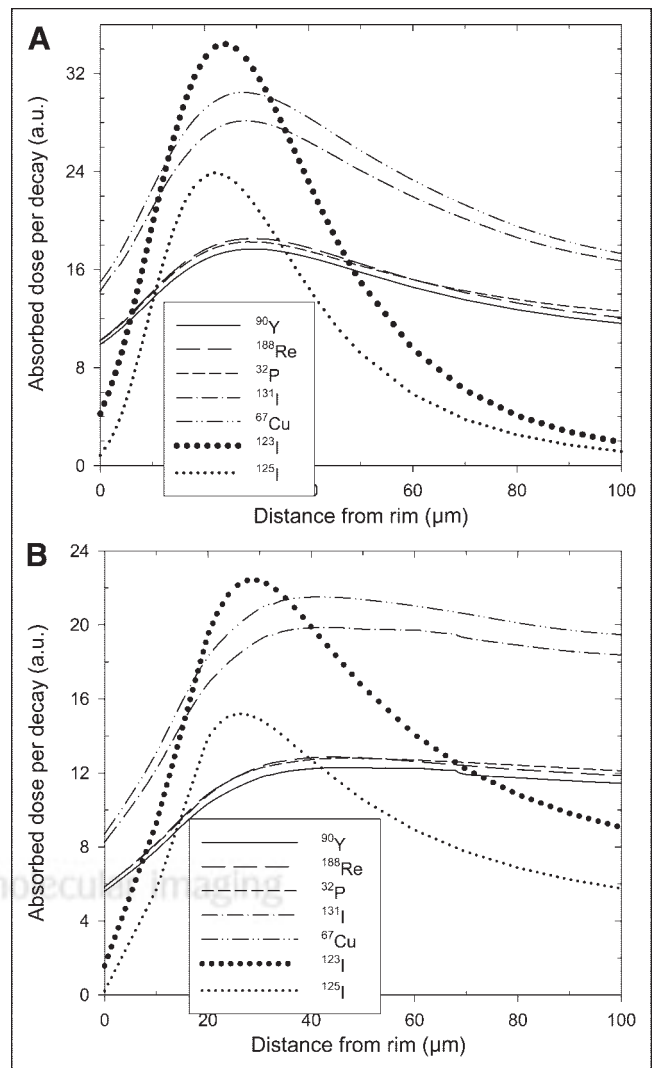 A
Absorbed dose per decay (a.u.)
32
24
16
8
0
⁹⁰Y
¹⁸⁸Re
³²P
¹³¹I
⁶⁷Cu
¹²³I
¹²⁵I
0 60 80 100
Distance from rim (µm)
B
Absorbed dose per decay (a.u.)
24
20
16
12
8
4
0
⁹⁰Y
¹⁸⁸Re
³²P
¹³¹I
⁶⁷Cu
¹²³I
¹²⁵I
olecular Imaging
0 20 40 60 80 100
Distance from rim (µm)